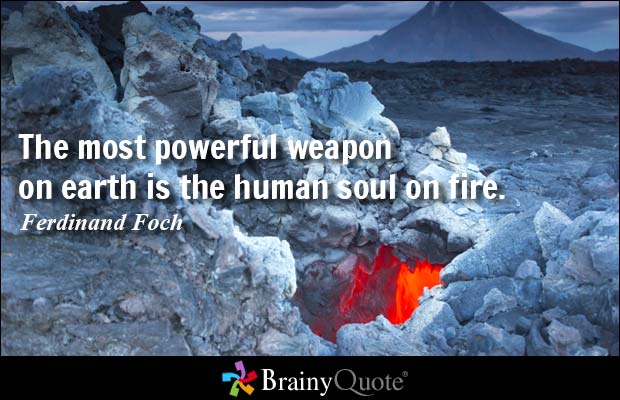 The most powerful weapon
on earth is the human soul on fire.
Ferdinand Foch
BrainyQuote®